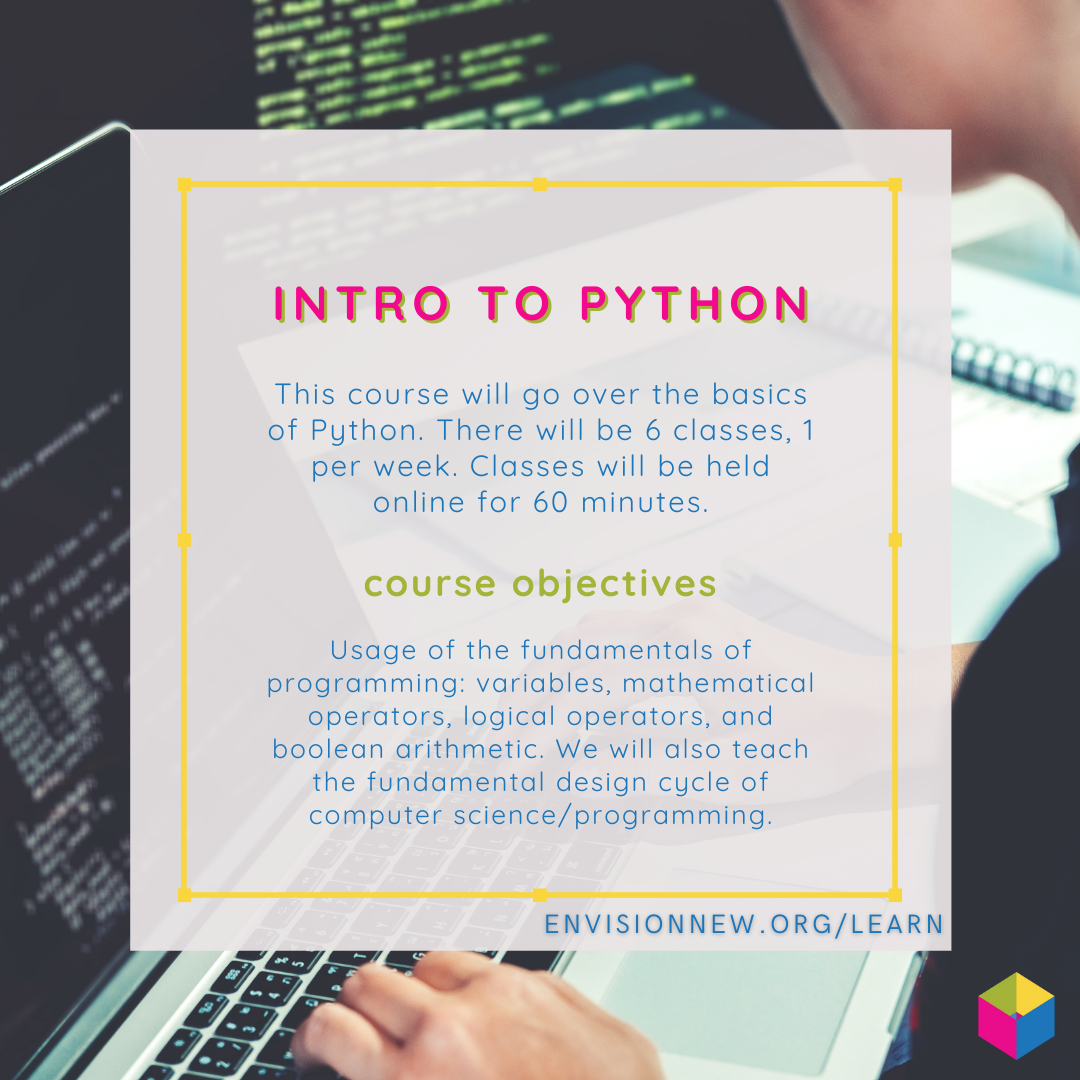 INTRO TO PYTHON
This course will go over the basics
of Python. There will be 6 classes, 1
per week. Classes will be held
online for 60 minutes.
course objectives
Usage of the fundamentals of
programming: variables, mathematical
operators, logical operators, and
boolean arithmetic. We will also teach
the fundamental design cycle of
computer science/programming.
ENVISIONNEW.ORG/LEARN